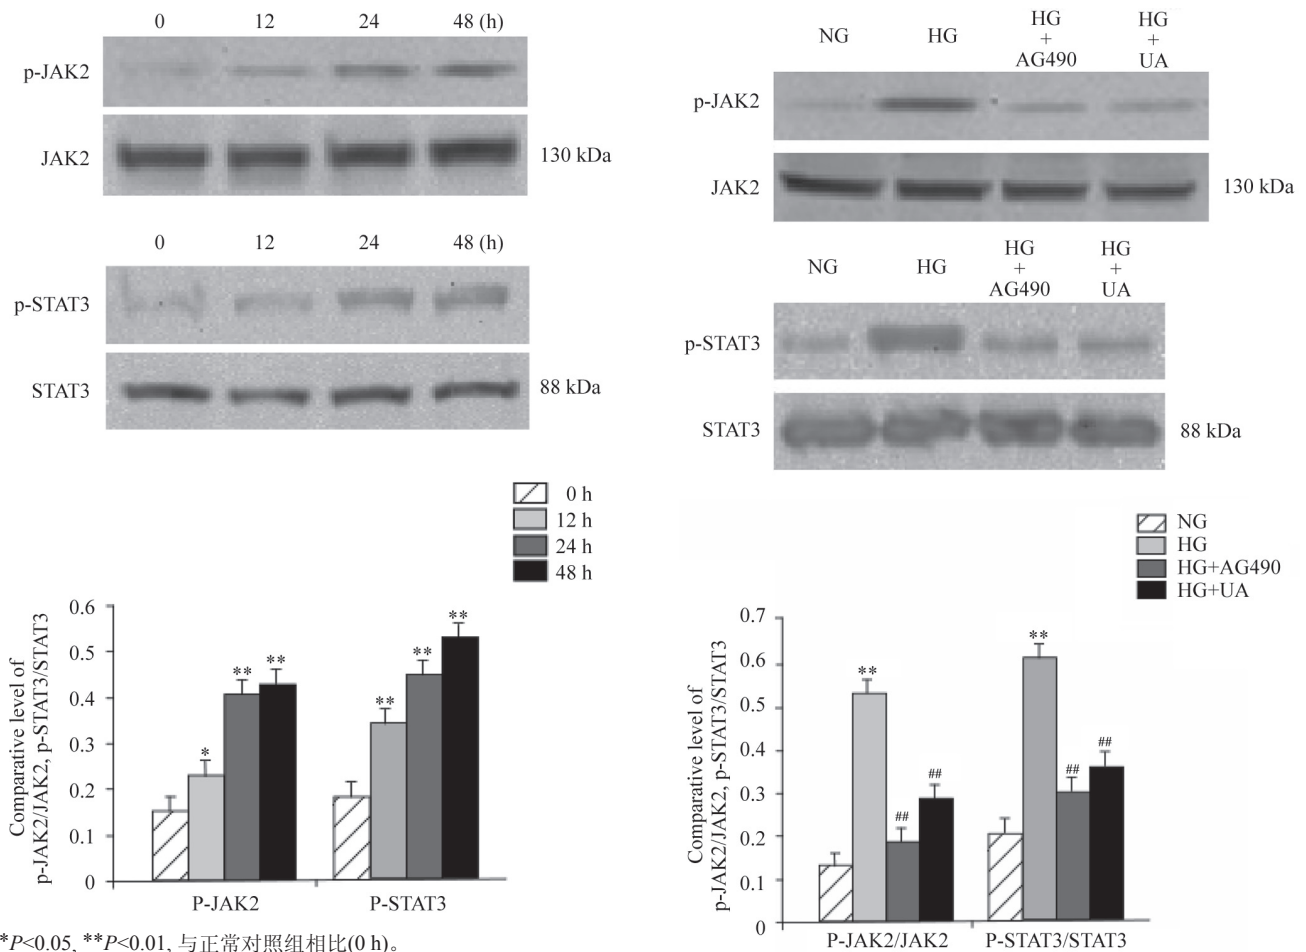 0 12 24 48 (h)
p-JAK2
JAK2 130 kDa
0 12 24 48 (h)
p-STAT3
STAT3 88 kDa
0 h
12 h
24 h
48 h
Comparative level of
p-JAK2/JAK2, p-STAT3/STAT3
0.6
0.5
0.4
0.3
0.2
0.1
0
*
**
**
**
**
**
P-JAK2 P-STAT3
*P<0.05, **P<0.01, 与正常对照组相比(0 h)。
NG HG HG + AG490 HG + UA
p-JAK2
JAK2 130 kDa
NG HG HG + AG490 HG + UA
p-STAT3
STAT3 88 kDa
NG
HG
HG+AG490
HG+UA
Comparative level of
p-JAK2/JAK2, p-STAT3/STAT3
0.7
0.6
0.5
0.4
0.3
0.2
0.1
0
**
##
##
**
##
##
P-JAK2/JAK2 P-STAT3/STAT3